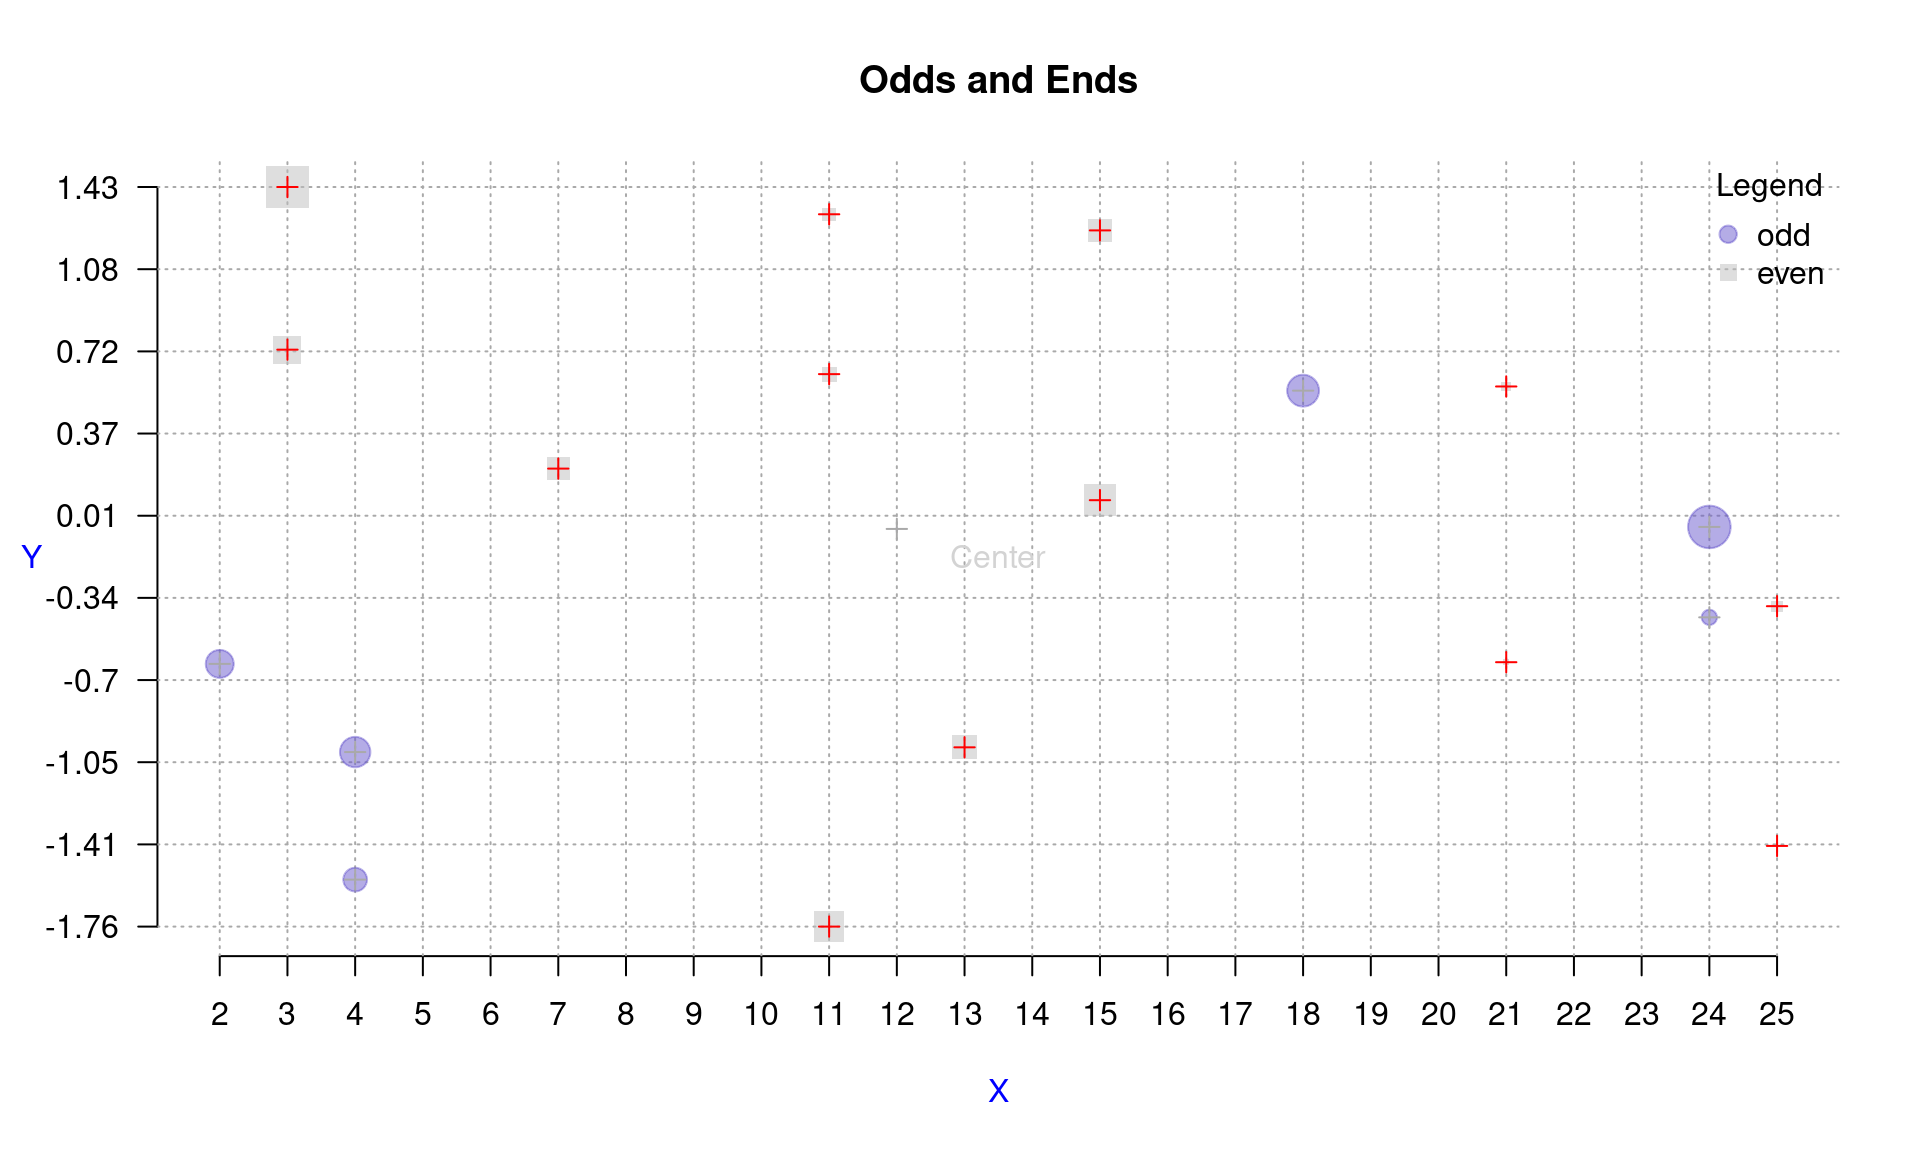 Odds and Ends
Legend
odd
even
1.43
1.08
0.72
0.37
0.01
-0.34
-0.7
-1.05
-1.41
-1.76
Y
Center
2 3 4 5 6 7 8 9 10 11 12 13 14 15 16 17 18 19 20 21 22 23 24 25
X